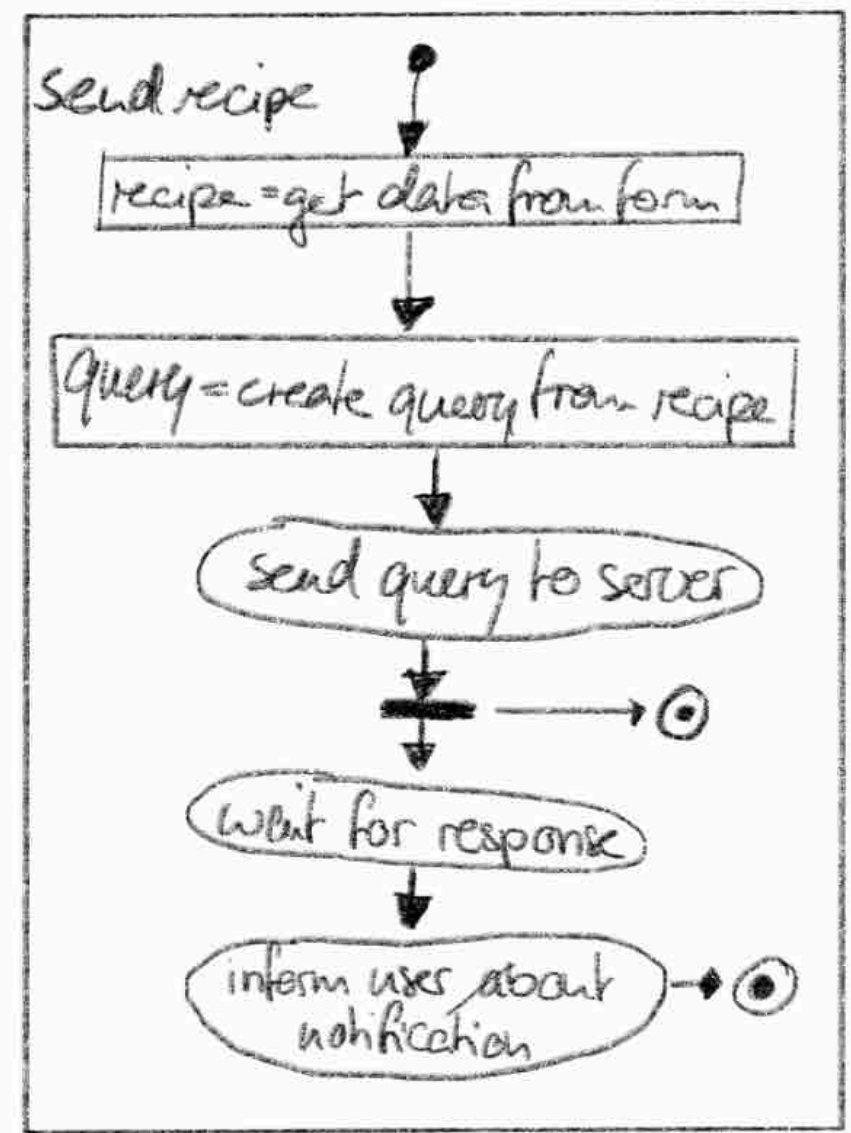 send recipe
recipe = get data from form
query = create query from recipe
send query to server
wait for response
inform user about
notification